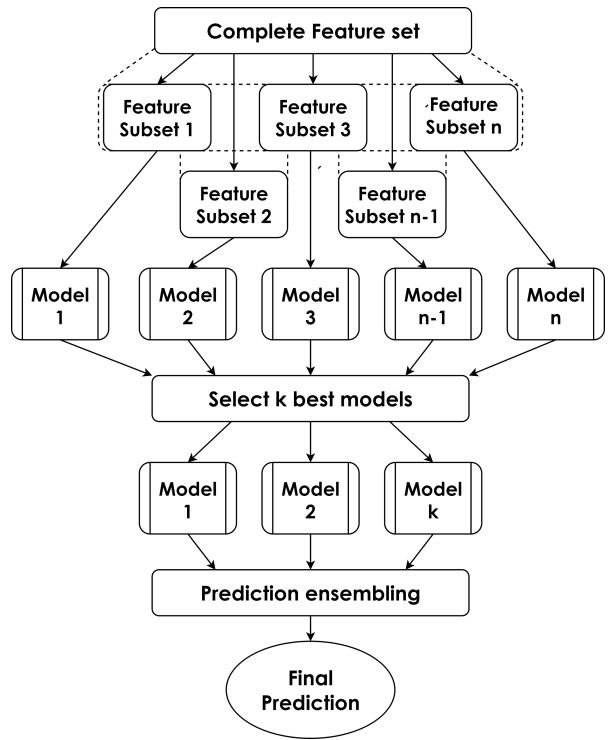 Complete Feature set
Feature
Subset 1
Feature
Subset 3
Feature
Subset n
Feature
Subset 2
Feature
Subset n-1
Model
1
Model
2
Model
3
Model
n-1
Model
n
Select k best models
Model
1
Model
2
Model
k
Prediction ensembling
Final
Prediction